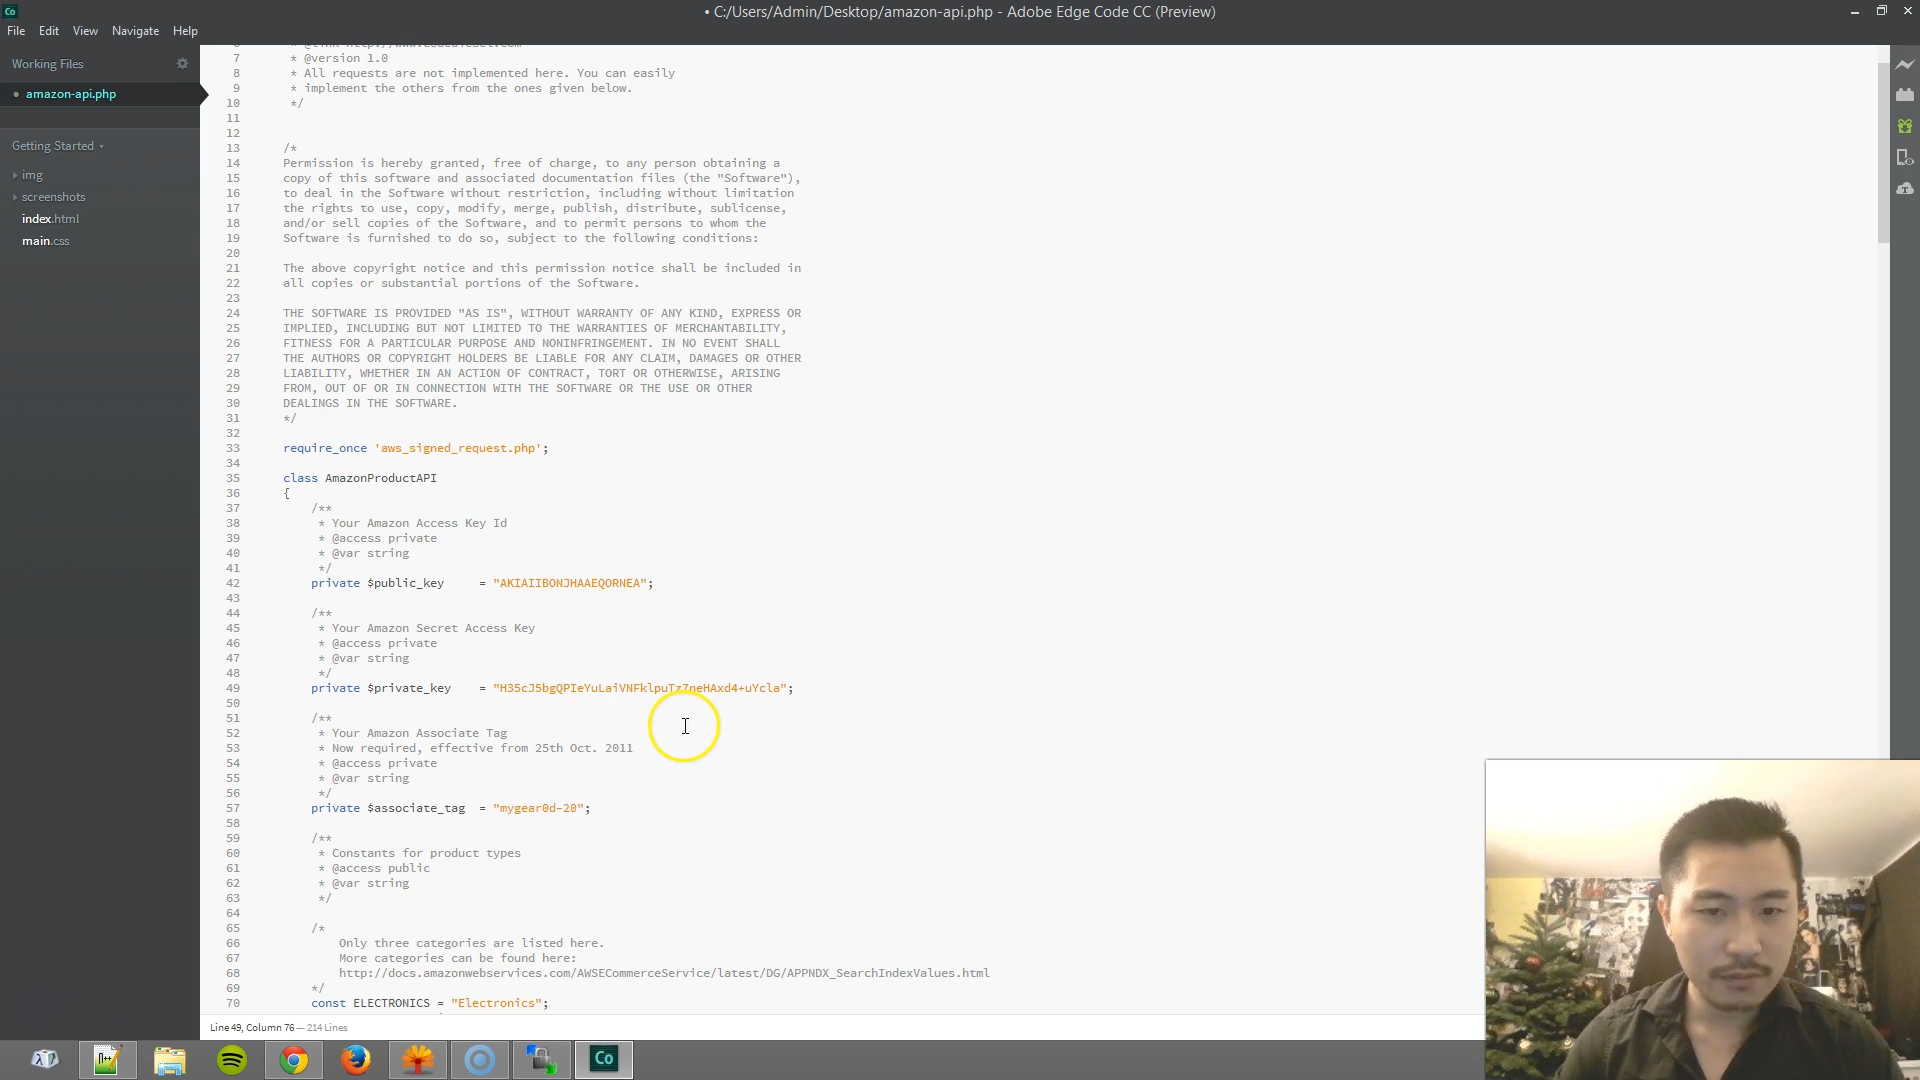 Co
• C:/Users/Admin/Desktop/amazon-api.php - Adobe Edge Code CC (Preview)
File Edit View Navigate Help
Working Files
• amazon-api.php
Getting Started
img
screenshots
index.html
main.css
7 * @version 1.0
8 * All requests are not implemented here. You can easily
9 * implement the others from the ones given below.
10 */
11
12
13 /*
14 Permission is hereby granted, free of charge, to any person obtaining a
15 copy of this software and associated documentation files (the "Software"),
16 to deal in the Software without restriction, including without limitation
17 the rights to use, copy, modify, merge, publish, distribute, sublicense,
18 and/or sell copies of the Software, and to permit persons to whom the
19 Software is furnished to do so, subject to the following conditions:
20
21 The above copyright notice and this permission notice shall be included in
22 all copies or substantial portions of the Software.
23
24 THE SOFTWARE IS PROVIDED "AS IS", WITHOUT WARRANTY OF ANY KIND, EXPRESS OR
25 IMPLIED, INCLUDING BUT NOT LIMITED TO THE WARRANTIES OF MERCHANTABILITY,
26 FITNESS FOR A PARTICULAR PURPOSE AND NONINFRINGEMENT. IN NO EVENT SHALL
27 THE AUTHORS OR COPYRIGHT HOLDERS BE LIABLE FOR ANY CLAIM, DAMAGES OR OTHER
28 LIABILITY, WHETHER IN AN ACTION OF CONTRACT, TORT OR OTHERWISE, ARISING
29 FROM, OUT OF OR IN CONNECTION WITH THE SOFTWARE OR THE USE OR OTHER
30 DEALINGS IN THE SOFTWARE.
31 */
32
33 require_once 'aws_signed_request.php';
34
35 class AmazonProductAPI
36 {
37 /**
38 * Your Amazon Access Key Id
39 * @access private
40 * @var string
41 */
42 private $public_key = "AKIAIIBONJHAAEQORNEA";
43
44 /**
45 * Your Amazon Secret Access Key
46 * @access private
47 * @var string
48 */
49 private $private_key = "H35cJ5bgQPIeYuLaiVNFklpuTz7neHAxd4+uYcla";
50
51 /**
52 * Your Amazon Associate Tag
53 * Now required, effective from 25th Oct. 2011
54 * @access private
55 * @var string
56 */
57 private $associate_tag = "mygear0d-20";
58
59 /**
60 * Constants for product types
61 * @access public
62 * @var string
63 */
64
65 /*
66 Only three categories are listed here.
67 More categories can be found here:
68 http://docs.amazonwebservices.com/AWSECommerceService/latest/DG/APPNDX_SearchIndexValues.html
69 */
70 const ELECTRONICS = "Electronics";
Line 49, Column 76 — 214 Lines
Co